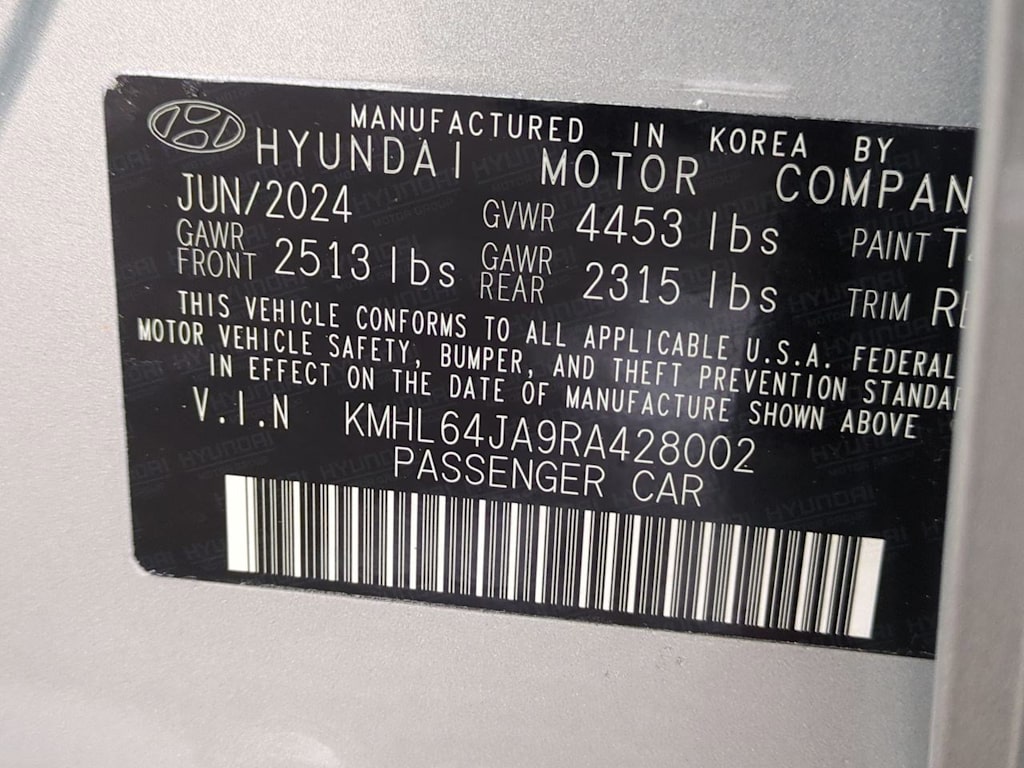 MANUFACTURED IN KOREA BY
HYUNDAI MOTOR COMPAN
JUN/2024 GVWR 4453 lbs PAINT
GAWR FRONT 2513 lbs GAWR REAR 2315 lbs TRIM
THIS VEHICLE CONFORMS TO ALL APPLICABLE U.S.A. FEDERAL
MOTOR VEHICLE SAFETY, BUMPER, AND THEFT PREVENTION STANDA
IN EFFECT ON THE DATE OF MANUFACTURE SHOWN ABOVE
V.I.N KMHL64JA9RA428002
PASSENGER CAR